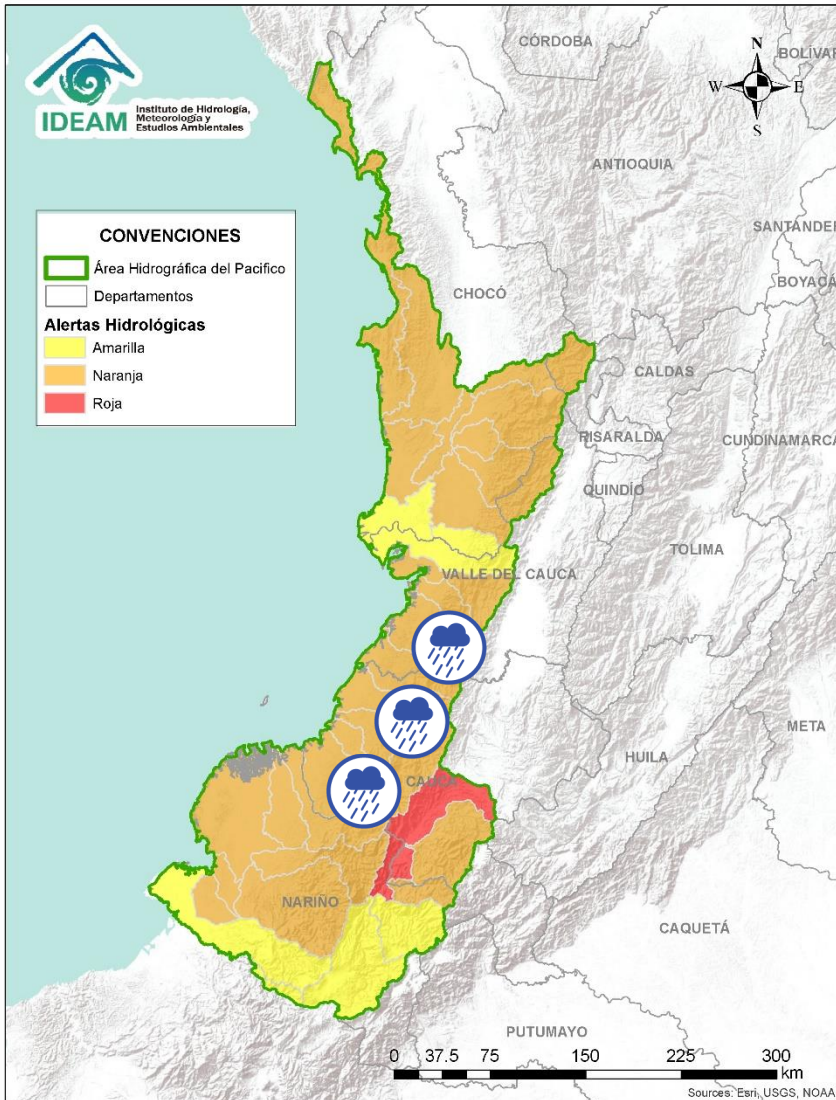 IDEAM
Instituto de Hidrología,
Meteorología y
Estudios Ambientales
CÓRDOBA
BOLÍVAR
N
W E
S
ANTIOQUIA
SANTANDER
BOYACÁ
CONVENCIONES
Área Hidrográfica del Pacifico
Departamentos
Alertas Hidrológicas
Amarilla
Naranja
Roja
CHOCÓ
CALDAS
RISARALDA
CUNDINAMARCA
QUINDÍO
TOLIMA
VALLE DEL CAUCA
META
HUILA
CAUCA
NARIÑO
CAQUETÁ
PUTUMAYO
0 37.5 75 150 225 300
km
Sources: Esri, USGS, NOAA